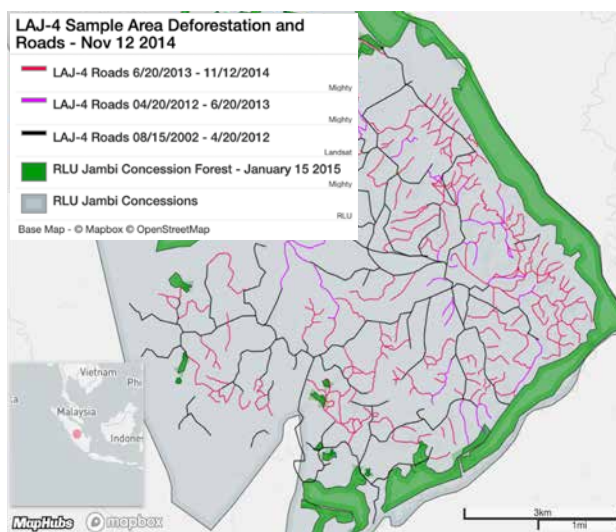 LAJ-4 Sample Area Deforestation and
Roads - Nov 12 2014
LAJ-4 Roads 6/20/2013 - 11/12/2014
Mighty
LAJ-4 Roads 04/20/2012 - 6/20/2013
Mighty
LAJ-4 Roads 08/15/2002 - 4/20/2012
Landsat
RLU Jambi Concession Forest - January 15 2015
Mighty
RLU Jambi Concessions
RLU
Base Map - © Mapbox © OpenStreetMap
Vietnam
Phi
la
Malaysia
Indones
MapHubs
mapbox
3km
1mi